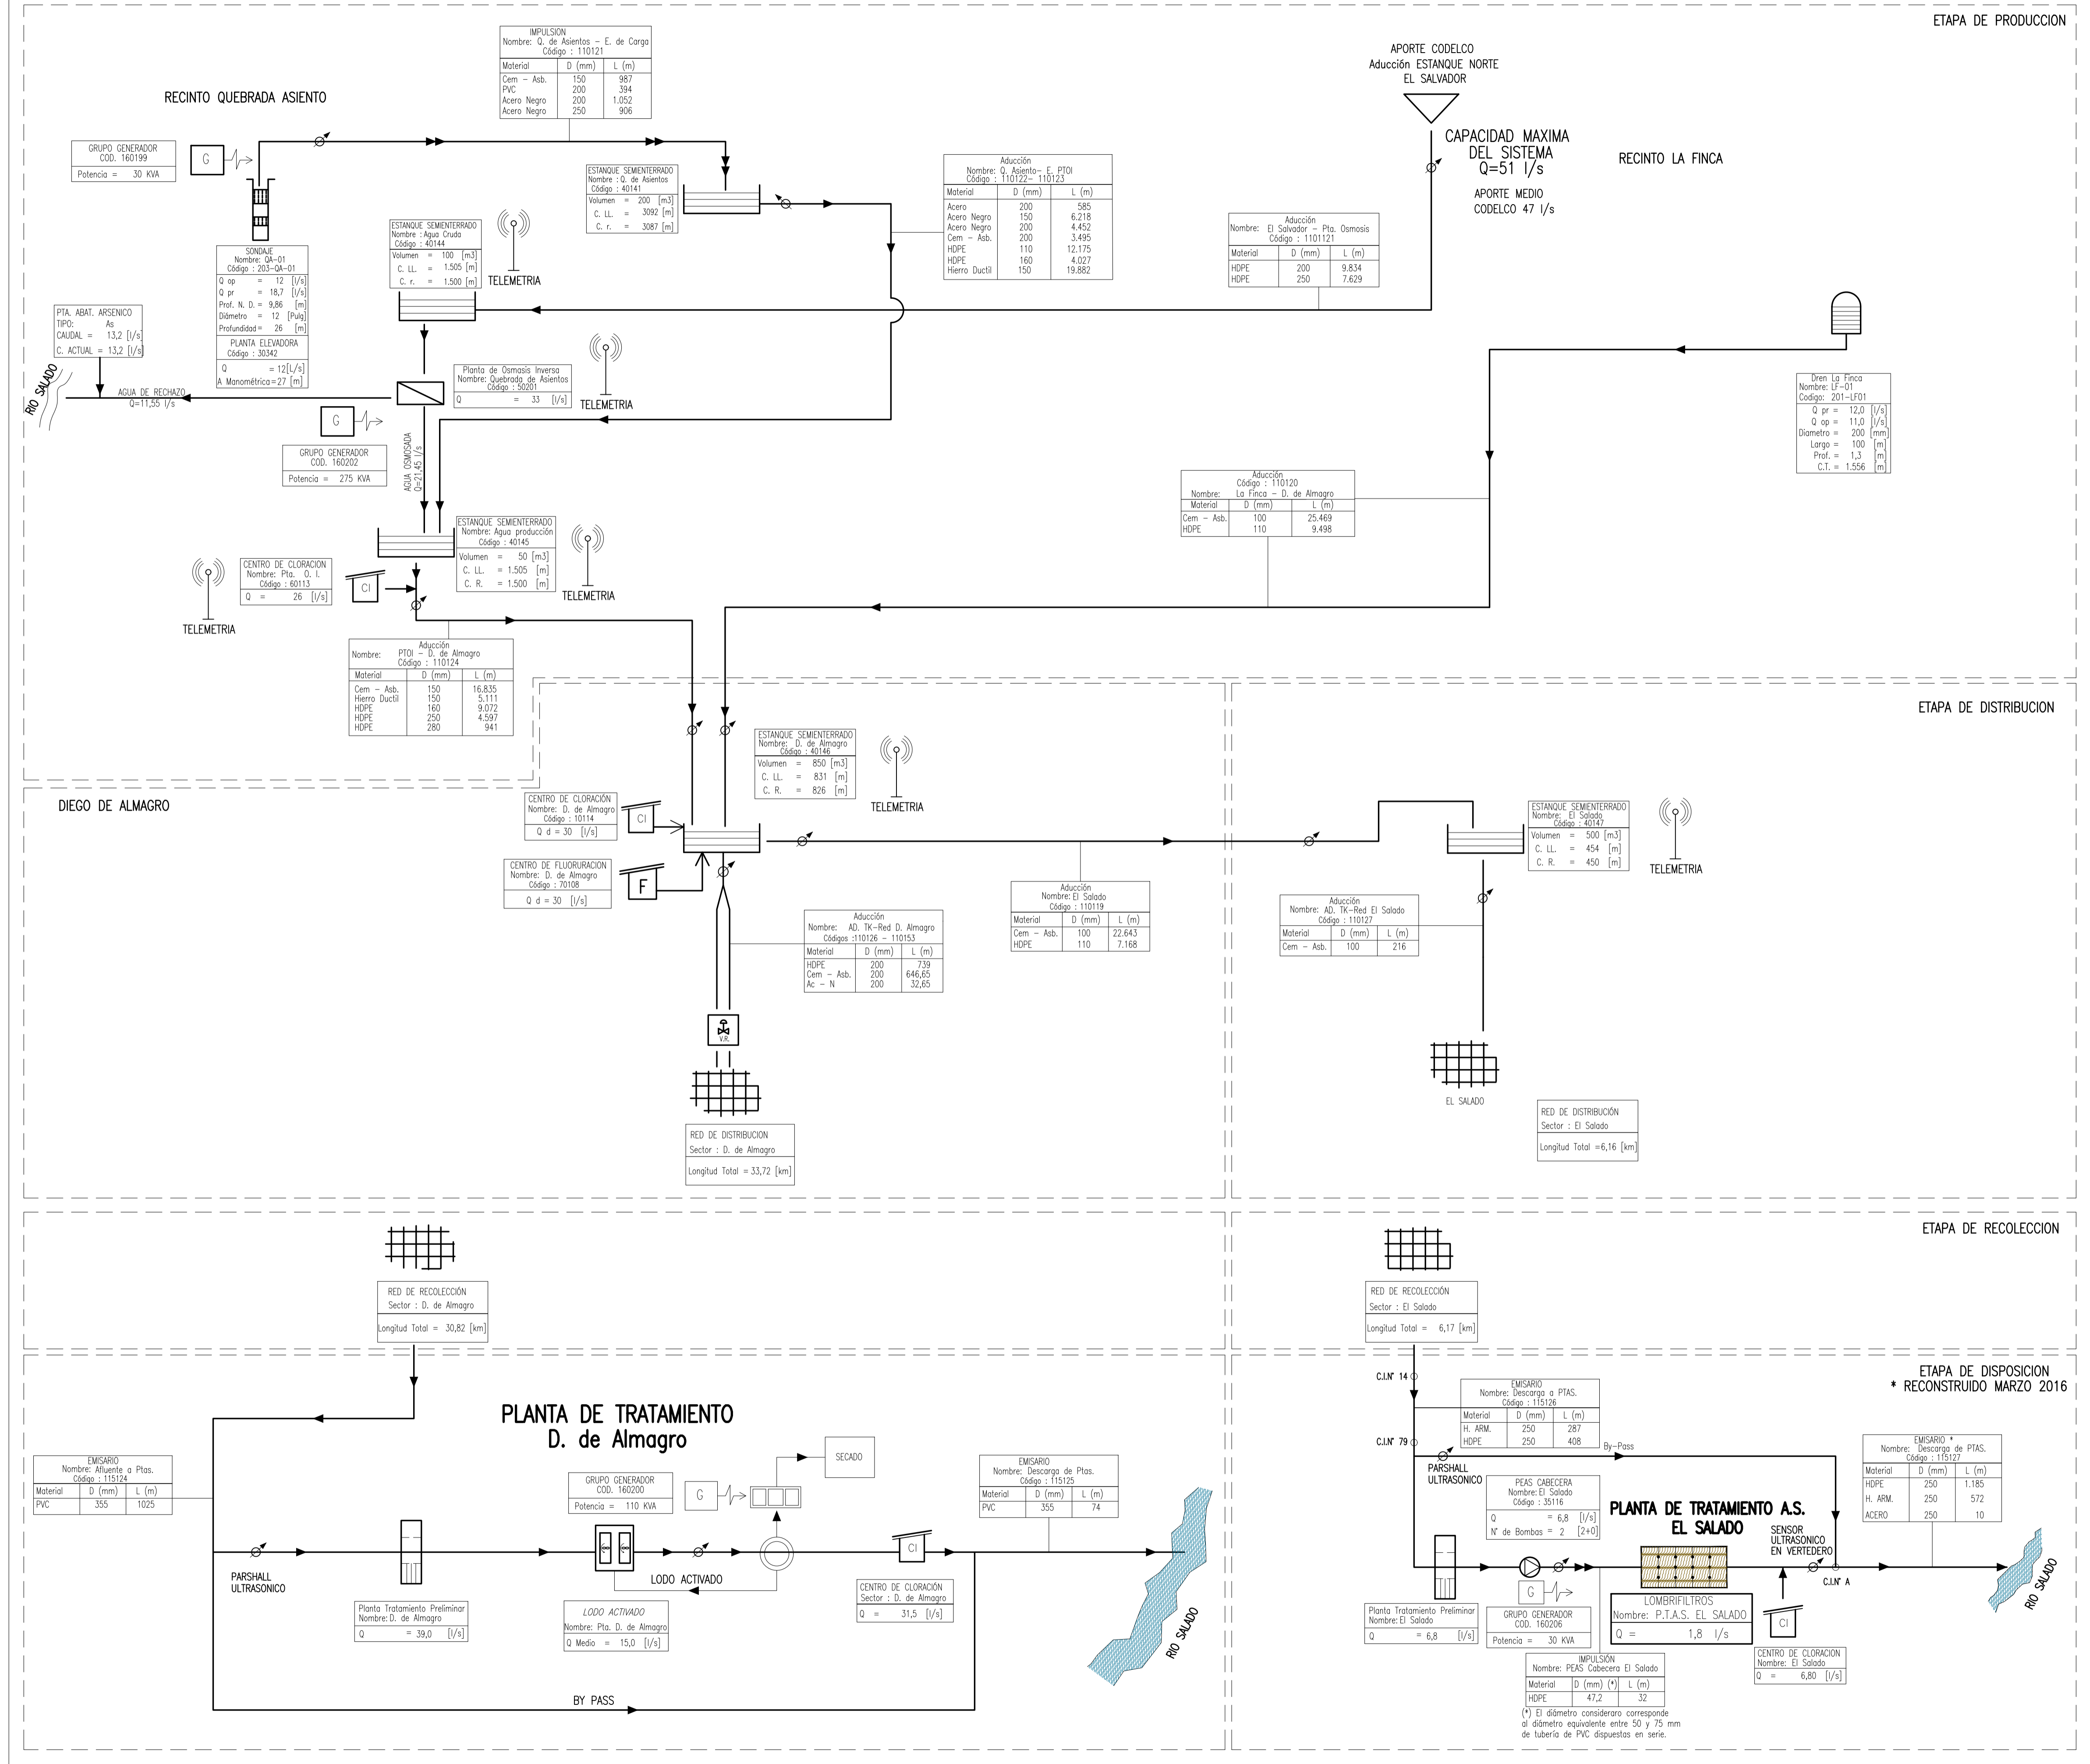 ETAPA DE PRODUCCION
RECINTO QUEBRADA ASIENTO
IMPULSION
Nombre: Q. de Asientos - E. de Carga
Código : 110121
Material D (mm) L (m)
Cem - Asb. 150 987
PVC 200 394
Acero Negro 200 1.052
Acero Negro 250 906
APORTE CODELCO
Aducción ESTANQUE NORTE
EL SALVADOR
CAPACIDAD MAXIMA
DEL SISTEMA
Q=51 l/s
APORTE MEDIO
CODELCO 47 l/s
RECINTO LA FINCA
GRUPO GENERADOR
COD. 160199
Potencia = 30 KVA
G
ESTANQUE SEMIENTERRADO
Nombre : Q. de Asientos
Código : 40141
Volumen = 200 [m3]
C. LL. = 3092 [m]
C. r. = 3087 [m]
Aducción
Nombre: Q. Asiento- E. PTOI
Código : 110122- 110123
Material D (mm) L (m)
Acero 200 585
Acero Negro 150 6.218
Acero Negro 200 4.452
Cem - Asb. 200 3.495
HDPE 110 12.175
HDPE 160 4.027
Hierro Ductil 150 19.882
Aducción
Nombre: El Salvador - Pta. Osmosis
Código : 1101121
Material D (mm) L (m)
HDPE 200 9.834
HDPE 250 7.629
ESTANQUE SEMIENTERRADO
Nombre : Agua Cruda
Código : 40144
Volumen = 100 [m3]
C. LL. = 1.505 [m]
C. r. = 1.500 [m]
TELEMETRIA
SONDAJE
Nombre: QA-01
Código : 203-QA-01
Q op = 12 [l/s]
Q pr = 18,7 [l/s]
Prof. N. D. = 9,86 [m]
Diámetro = 12 [Pulg]
Profundidad = 26 [m]
PLANTA ELEVADORA
Código : 30342
Q = 12[L/s]
A Manométrica=27 [m]
PTA. ABAT. ARSENICO
TIPO: As
CAUDAL = 13,2 [l/s]
C. ACTUAL = 13,2 [l/s]
RIO SALADO
AGUA DE RECHAZO
Q=11,55 l/s
Planta de Osmasis Inversa
Nombre: Quebrada de Asientos
Código : 50201
Q = 33 [l/s]
TELEMETRIA
G
GRUPO GENERADOR
COD. 160202
Potencia = 275 KVA
AGUA OSMOSADA
Q=21,45 l/s
Dren La Finca
Nombre: LF-01
Codigo: 201-LF01
Q pr = 12,0 [l/s]
Q op = 11,0 [l/s]
Diametro = 200 [mm]
Largo = 100 [m]
Prof. = 1,3 [m]
C.T. = 1.556 [m]
Aducción
Código : 110120
Nombre: La Finca - D. de Almagro
Material D (mm) L (m)
Cem - Asb. 100 25.469
HDPE 110 9.498
ESTANQUE SEMIENTERRADO
Nombre: Agua producción
Código : 40145
Volumen = 50 [m3]
C. LL. = 1.505 [m]
C. R. = 1.500 [m]
TELEMETRIA
TELEMETRIA
CENTRO DE CLORACION
Nombre: Pta. O. I.
Código : 60113
Q = 26 [l/s]
Cl
Aducción
Nombre: PTOI - D. de Almagro
Código : 110124
Material D (mm) L (m)
Cem - Asb. 150 16.835
Hierro Ductil 150 5.111
HDPE 160 9.072
HDPE 250 4.597
HDPE 280 941
ETAPA DE DISTRIBUCION
DIEGO DE ALMAGRO
ESTANQUE SEMIENTERRADO
Nombre: D. de Almagro
Código : 40146
Volumen = 850 [m3]
C. LL. = 831 [m]
C. R. = 826 [m]
TELEMETRIA
CENTRO DE CLORACIÓN
Nombre: D. de Almagro
Código : 10114
Q d = 30 [l/s]
Cl
CENTRO DE FLUORURACION
Nombre: D. de Almagro
Código : 70108
Q d = 30 [l/s]
F
Aducción
Nombre: AD. TK-Red D. Almagro
Códigos :110126 - 110153
Material D (mm) L (m)
HDPE 200 739
Cem - Asb. 200 646,65
Ac - N 200 32,65
Aducción
Nombre: El Salado
Código : 110119
Material D (mm) L (m)
Cem - Asb. 100 22.643
HDPE 110 7.168
ESTANQUE SEMIENTERRADO
Nombre: El Salado
Código : 40147
Volumen = 500 [m3]
C. LL. = 454 [m]
C. R. = 450 [m]
TELEMETRIA
Aducción
Nombre: AD. TK-Red El Salado
Código : 110127
Material D (mm) L (m)
Cem - Asb. 100 216
V.R.
RED DE DISTRIBUCION
Sector : D. de Almagro
Longitud Total = 33,72 [km]
EL SALADO
RED DE DISTRIBUCIÓN
Sector : El Salado
Longitud Total =6,16 [km]
ETAPA DE RECOLECCION
RED DE RECOLECCIÓN
Sector : D. de Almagro
Longitud Total = 30,82 [km]
RED DE RECOLECCIÓN
Sector : El Salado
Longitud Total = 6,17 [km]
ETAPA DE DISPOSICION
* RECONSTRUIDO MARZO 2016
PLANTA DE TRATAMIENTO
D. de Almagro
EMISARIO
Nombre: Afluente a Ptas.
Código : 115124
Material D (mm) L (m)
PVC 355 1025
PARSHALL
ULTRASONICO
Planta Tratamiento Preliminar
Nombre: D. de Almagro
Q = 39,0 [l/s]
GRUPO GENERADOR
COD. 160200
Potencia = 110 KVA
G
SECADO
LODO ACTIVADO
LODO ACTIVADO
Nombre: Pta. D. de Almagro
Q Medio = 15,0 [l/s]
Cl
CENTRO DE CLORACIÓN
Sector : D. de Almagro
Q = 31,5 [l/s]
EMISARIO
Nombre: Descarga de Ptas.
Código : 115125
Material D (mm) L (m)
PVC 355 74
RIO SALADO
BY PASS
C.I.N° 14
C.I.N° 79
EMISARIO
Nombre: Descarga a PTAS.
Código : 115126
Material D (mm) L (m)
H. ARM. 250 287
HDPE 250 408
By-Pass
PARSHALL
ULTRASONICO
PEAS CABECERA
Nombre: El Salado
Código : 35116
Q = 6,8 [l/s]
N° de Bombas = 2 [2+0]
PLANTA DE TRATAMIENTO A.S.
EL SALADO
SENSOR
ULTRASONICO
EN VERTEDERO
EMISARIO *
Nombre: Descarga de PTAS.
Código : 115127
Material D (mm) L (m)
HDPE 250 1.185
H. ARM. 250 572
ACERO 250 10
C.I.N° A
RIO SALADO
Planta Tratamiento Preliminar
Nombre: El Salado
Q = 6,8 [l/s]
G
GRUPO GENERADOR
COD. 160206
Potencia = 30 KVA
LOMBRIFILTROS
Nombre: P.T.A.S. EL SALADO
Q = 1,8 l/s
Cl
CENTRO DE CLORACION
Nombre: El Salado
Q = 6,80 [l/s]
IMPULSIÓN
Nombre: PEAS Cabecera El Salado
Material D (mm) (*) L (m)
HDPE 47,2 32
(*) El diámetro consideraro corresponde
al diámetro equivalente entre 50 y 75 mm
de tubería de PVC dispuestas en serie.